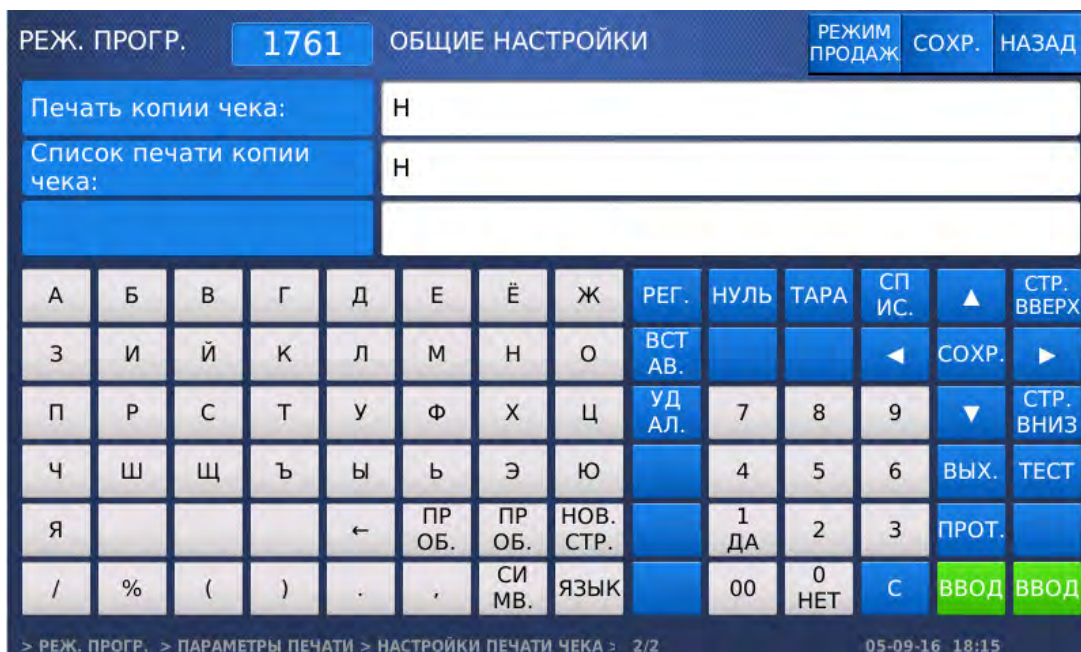 РЕЖ. ПРОГР. 1761 ОБЩИЕ НАСТРОЙКИ РЕЖИМ ПРОДАЖ СОХР. НАЗАД
Печать копии чека: Н
Список печати копии
чека: Н
А Б В Г Д Е Ё Ж РЕГ. НУЛЬ ТАРА СП ИС. ▲ СТР. ВВЕРХ
З И Й К Л М Н О ВСТ АВ. ◀ СОХР. ▶
П Р С Т У Ф Х Ц УД АЛ. 7 8 9 ▼ СТР. ВНИЗ
Ч Ш Щ Ъ Ы Ь Э Ю 4 5 6 ВЫХ. ТЕСТ
Я ← ПР ОБ. ПР ОБ. НОВ. СТР. 1 ДА 2 3 ПРОТ.
/ % ( ) . , СИ МВ. ЯЗЫК 00 0 НЕТ С ВВОД ВВОД
> РЕЖ. ПРОГР. > ПАРАМЕТРЫ ПЕЧАТИ > НАСТРОЙКИ ПЕЧАТИ ЧЕКА > 2/2 05-09-16 18:15